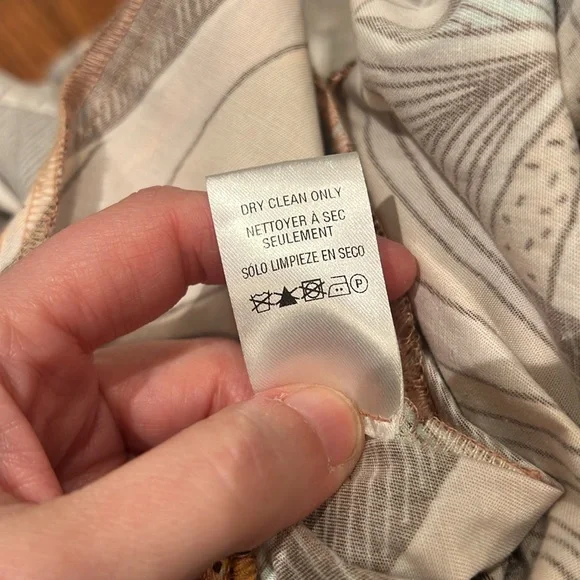 DRY CLEAN ONLY
NETTOYER À SEC
SEULEMENT
SÓLO LIMPIEZE EN SECO
P